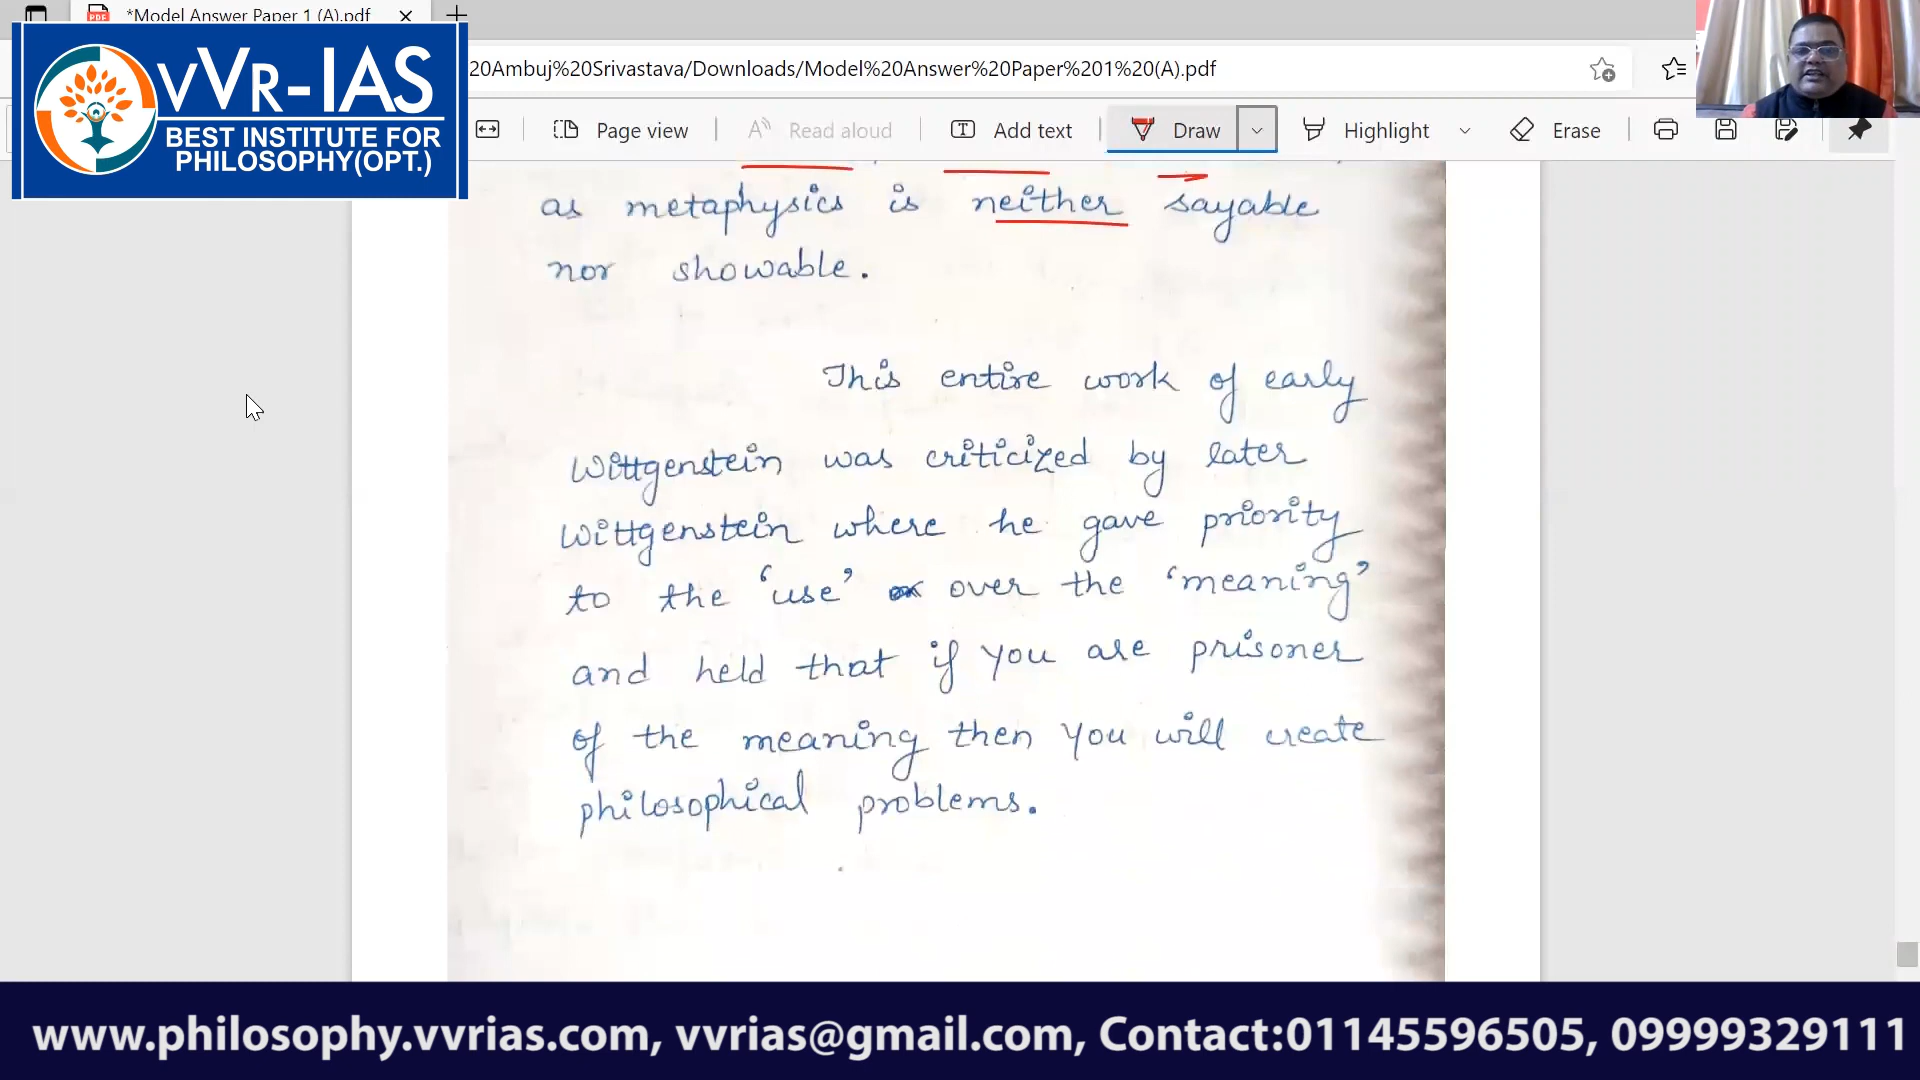 *Model Answer Paper 1 (A).pdf
vVR-IAS
BEST INSTITUTE FOR
PHILOSOPHY(OPT.)
20Ambuj%20Srivastava/Downloads/Model%20Answer%20Paper%201%20(A).pdf
Page view
Read aloud
Add text
Draw
Highlight
Erase
as metaphysics is neither sayable
nor showable.
This entire work of early
Wittgenstein was criticized by later
Wittgenstein where he gave priority
to the 'use' over the 'meaning'
and held that if you are prisoner
of the meaning then you will create
philosophical problems.
www.philosophy.vvrias.com, vvrias@gmail.com, Contact:01145596505, 09999329111